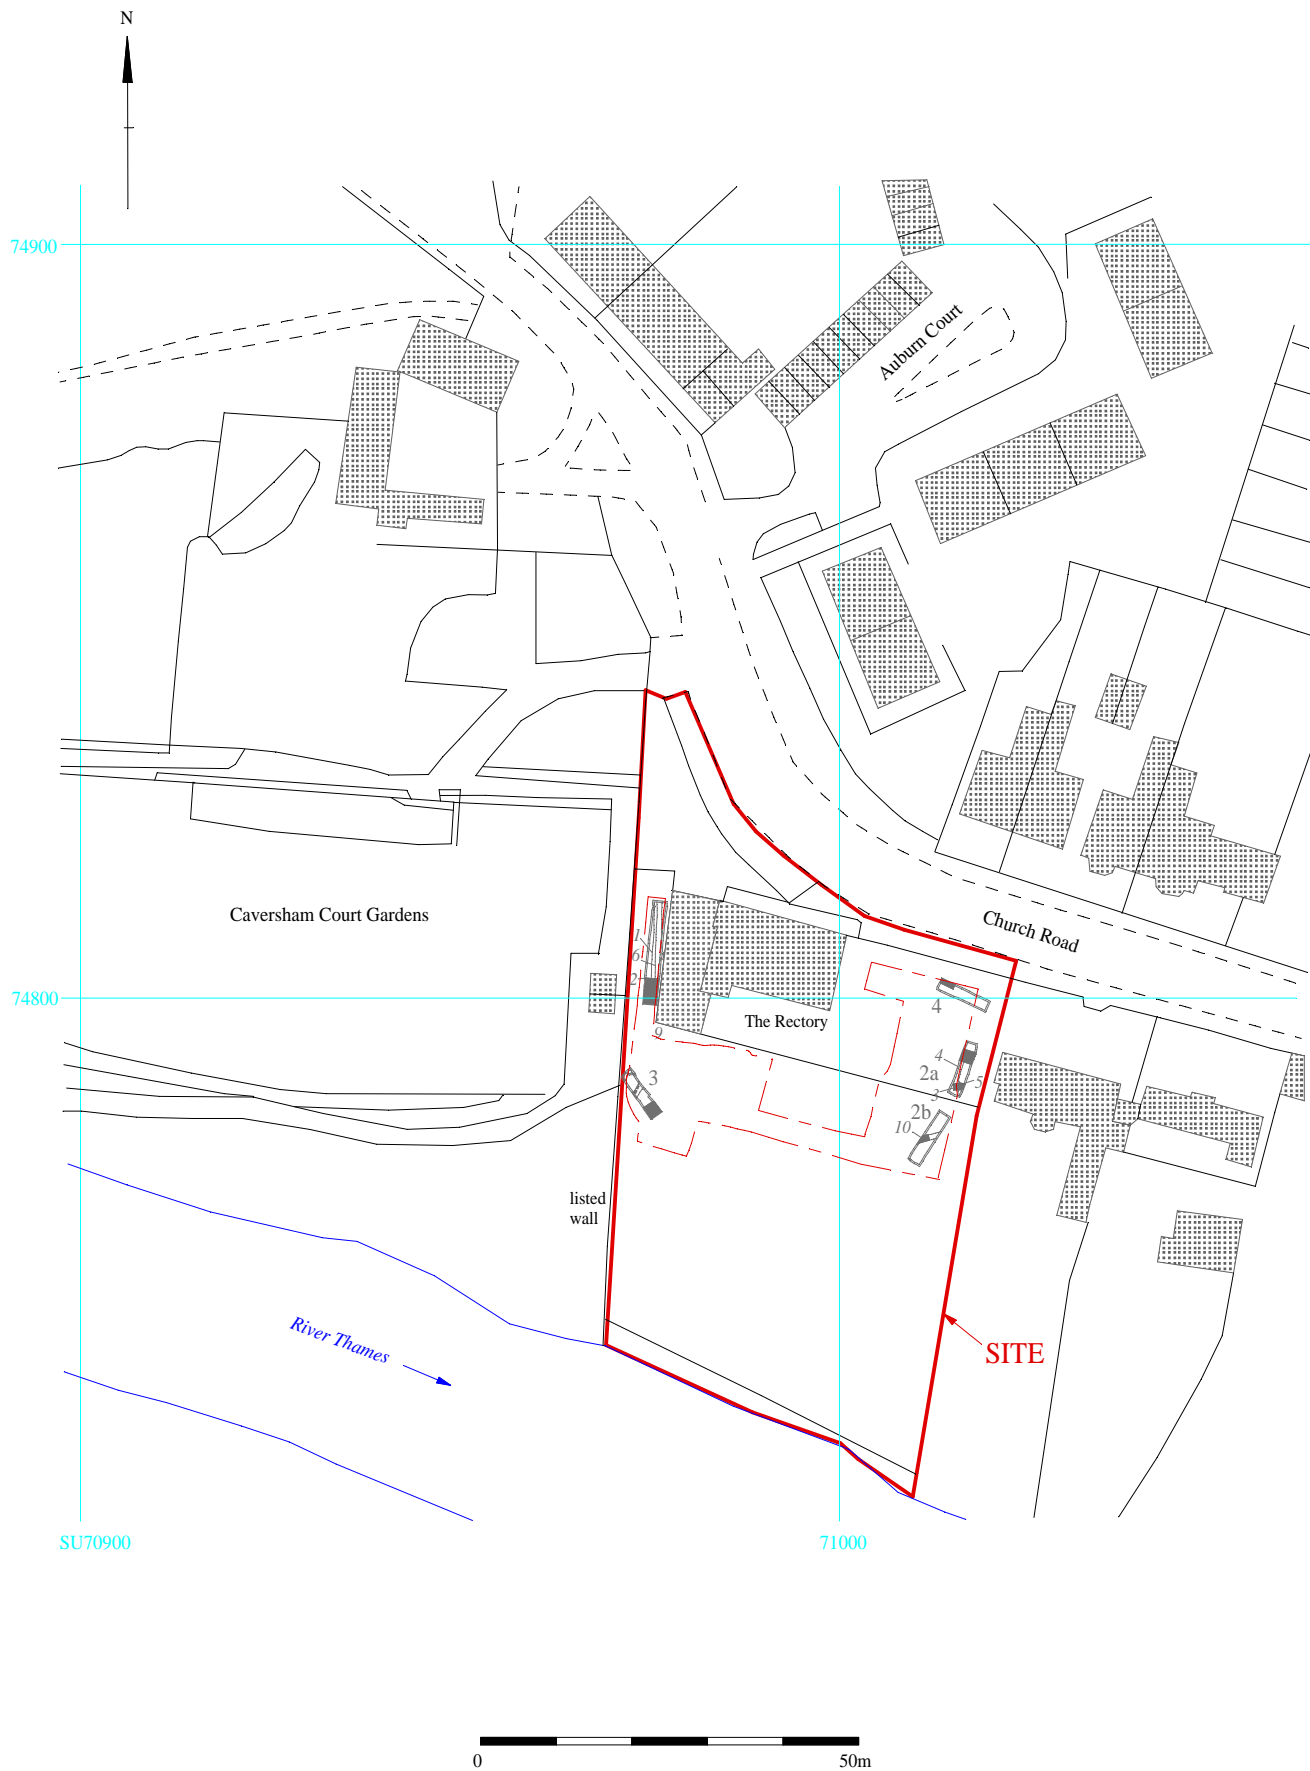 N
74900
Auburn Court
Caversham Court Gardens
Church Road
1
6
2
74800
4
The Rectory
9
3
4
2a
5
3
2b
10
listed
wall
River Thames
SITE
SU70900
71000
0
50m